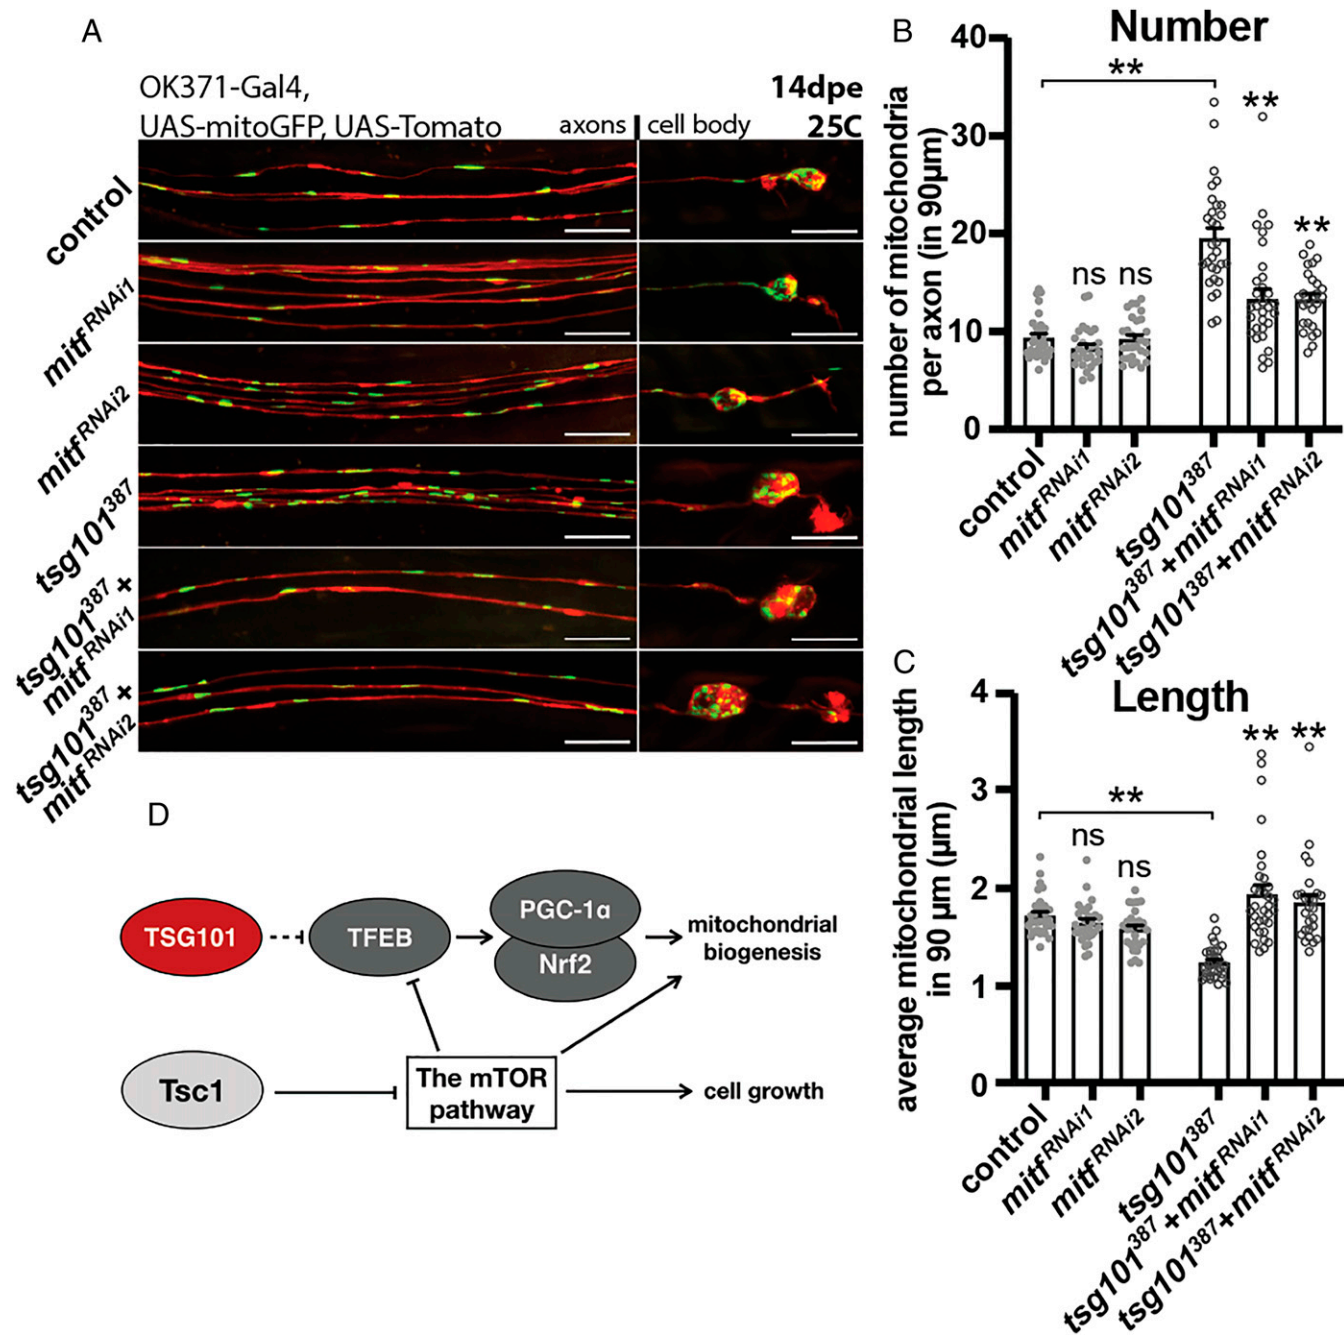 A
OK371-Gal4,
UAS-mitoGFP, UAS-Tomato
axons
cell body
14dpe
25C
control
mitf RNAi1
mitf RNAi2
tsg101 387
tsg101 387 +
mitf RNAi1
tsg101 387 +
mitf RNAi2
B
Number
number of mitochondria
per axon (in 90µm)
40
30
20
10
0
**
ns
ns
**
**
control
mitf RNAi1
mitf RNAi2
tsg101 387
tsg101 387 +mitf RNAi1
tsg101 387+mitf RNAi2
C
Length
average mitochondrial length
in 90 µm (µm)
4
3
2
1
0
**
ns
ns
**
**
control
mitf RNAi1
mitf RNAi2
tsg101 387
tsg101 387 +mitf RNAi1
tsg101 387+mitf RNAi2
D
TSG101
TFEB
PGC-1α
Nrf2
mitochondrial
biogenesis
Tsc1
The mTOR
pathway
cell growth